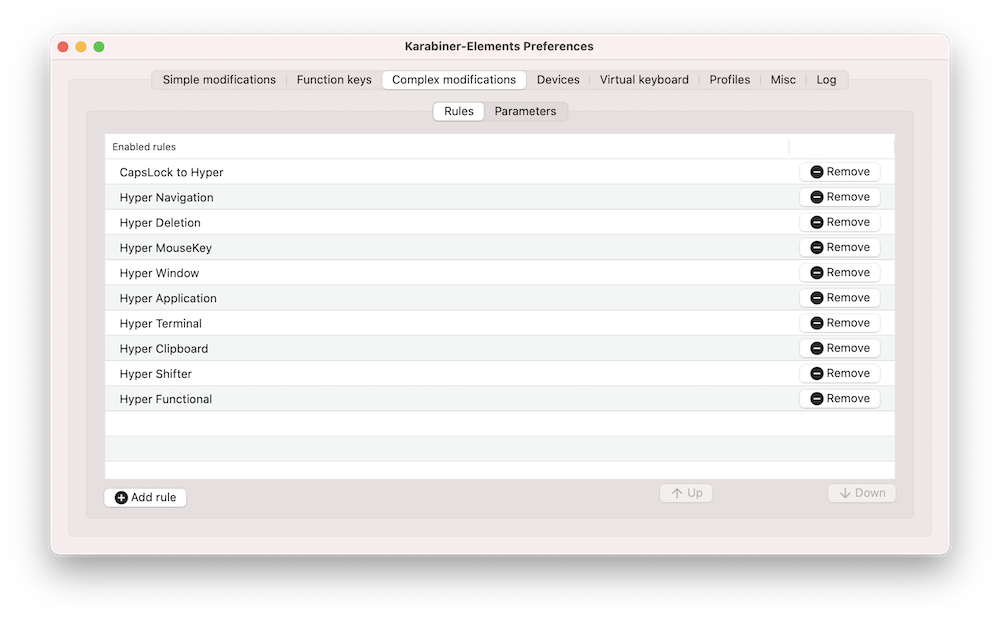 Karabiner-Elements Preferences
Simple modifications Function keys Complex modifications Devices Virtual keyboard Profiles Misc Log
Rules Parameters
Enabled rules
CapsLock to Hyper Remove
Hyper Navigation Remove
Hyper Deletion Remove
Hyper MouseKey Remove
Hyper Window Remove
Hyper Application Remove
Hyper Terminal Remove
Hyper Clipboard Remove
Hyper Shifter Remove
Hyper Functional Remove
Add rule Up Down